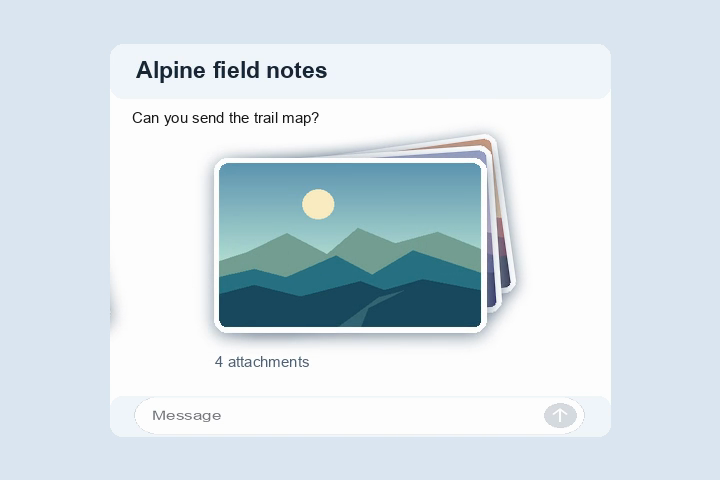 Alpine field notes
Can you send the trail map?
4 attachments
Message